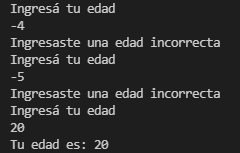 Ingresá tu edad
-4
Ingresaste una edad incorrecta
Ingresá tu edad
-5
Ingresaste una edad incorrecta
Ingresá tu edad
20
Tu edad es: 20